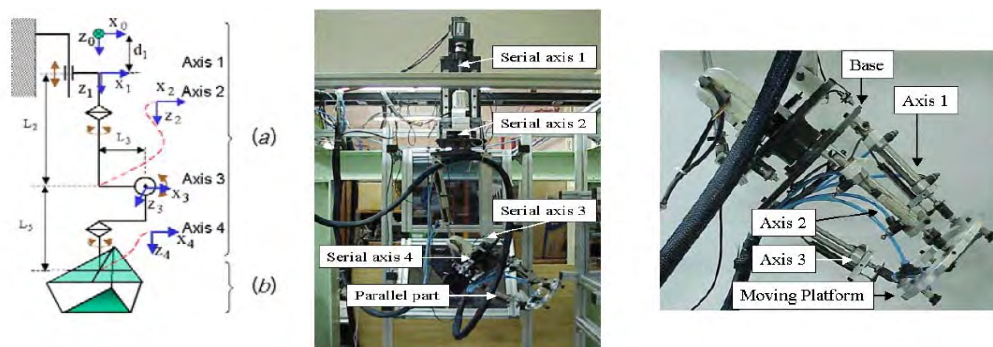 x0
z0
d1
Axis 1
x1
z1
Axis 2
x2
z2
L2
L3
(a)
Axis 3
x3
z3
L5
Axis 4
x4
z4
(b)
Serial axis 1
Serial axis 2
Serial axis 3
Serial axis 4
Parallel part
Base
Axis 1
Axis 2
Axis 3
Moving Platform